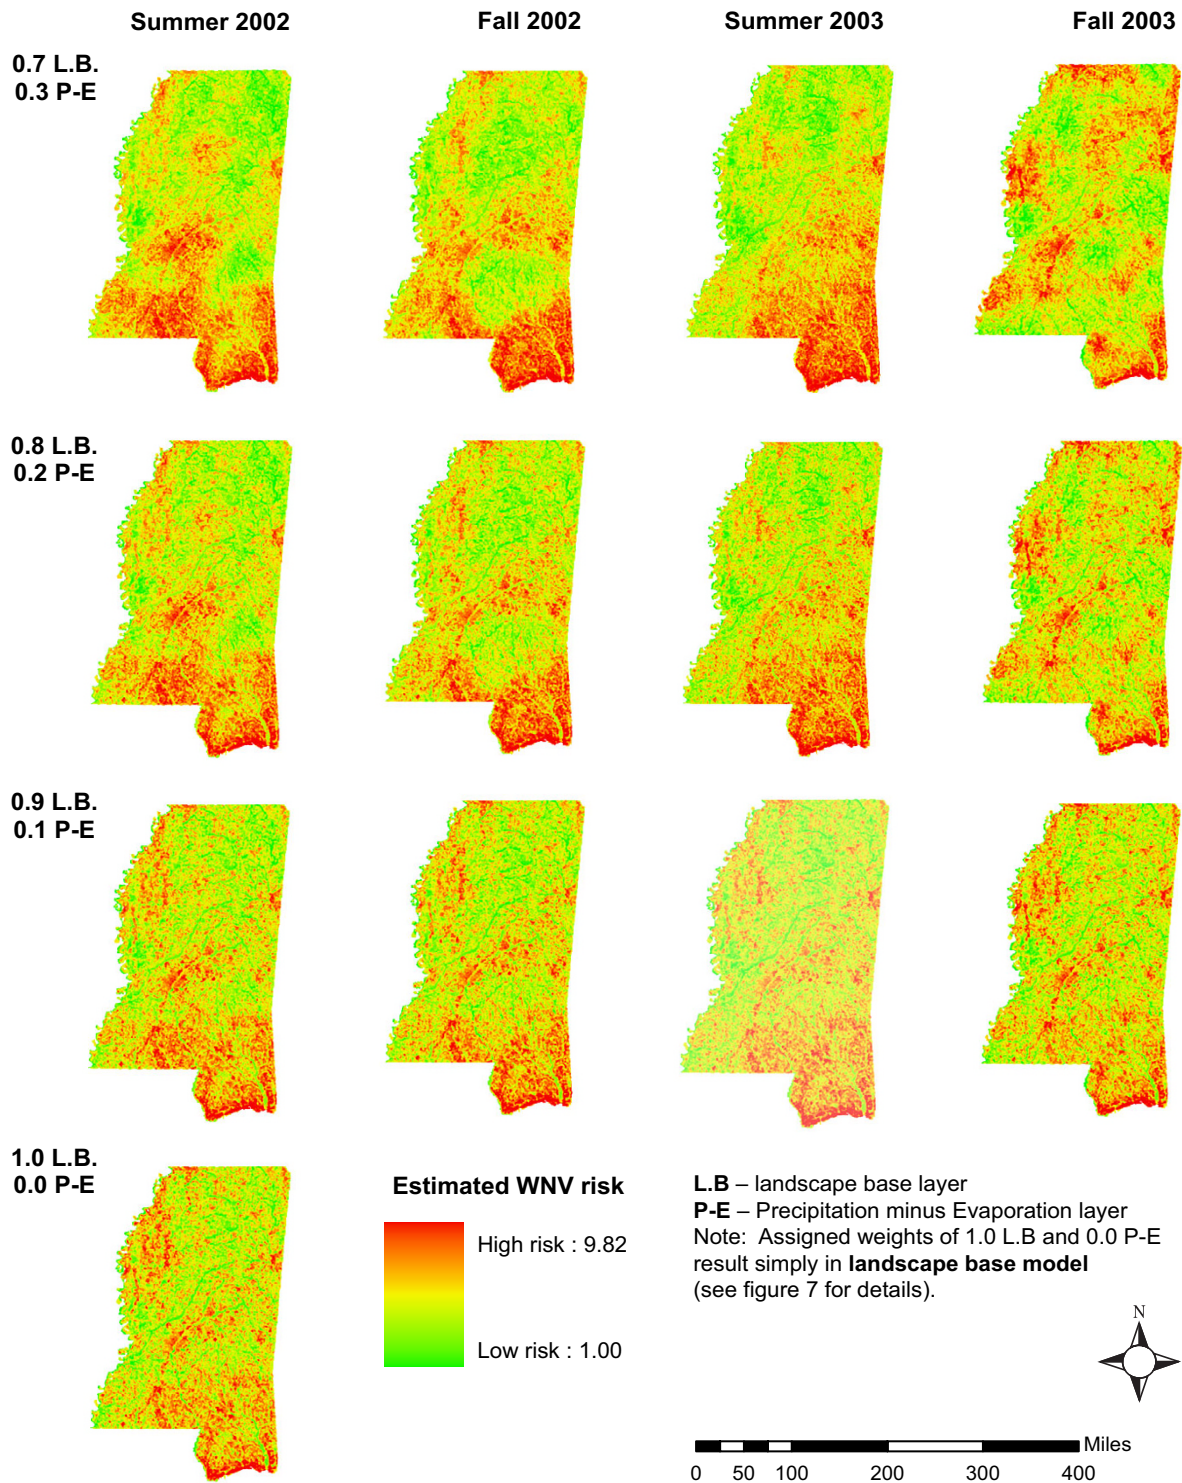 Summer 2002
Fall 2002
Summer 2003
Fall 2003
0.7 L.B.
0.3 P-E
0.8 L.B.
0.2 P-E
0.9 L.B.
0.1 P-E
1.0 L.B.
0.0 P-E
Estimated WNV risk
High risk : 9.82
Low risk : 1.00
L.B – landscape base layer
P-E – Precipitation minus Evaporation layer
Note: Assigned weights of 1.0 L.B and 0.0 P-E
result simply in landscape base model
(see figure 7 for details).
N
Miles
0 50 100 200 300 400